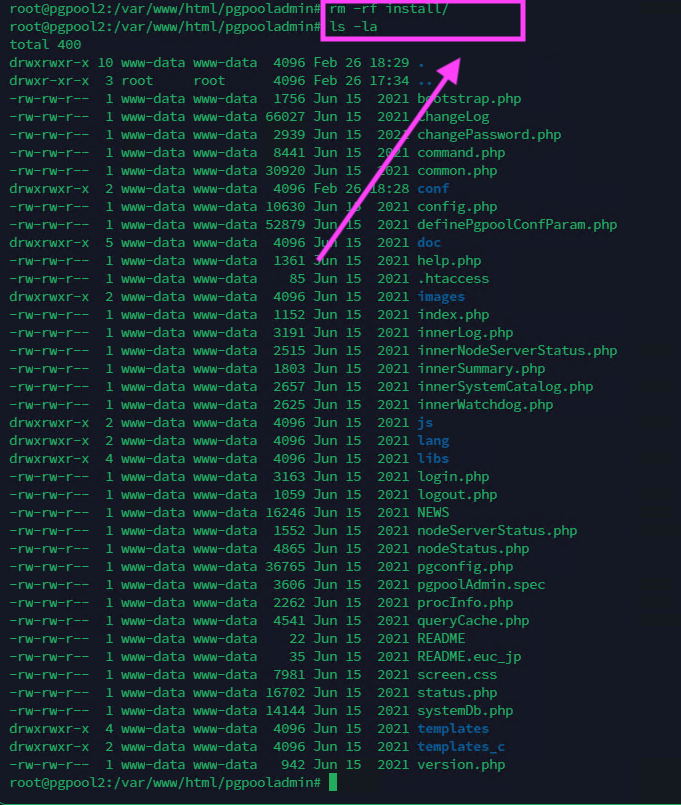 root@pgpool2:/var/www/html/pgpooladmin# rm -rf install/
root@pgpool2:/var/www/html/pgpooladmin# ls -la
total 400
drwxrwxr-x 10 www-data www-data  4096 Feb 26 18:29 .
drwxr-xr-x  3 root     root      4096 Feb 26 17:34 ..
-rw-rw-r--  1 www-data www-data  1756 Jun 15  2021 bootstrap.php
-rw-rw-r--  1 www-data www-data 66027 Jun 15  2021 changeLog
-rw-rw-r--  1 www-data www-data  2939 Jun 15  2021 changePassword.php
-rw-rw-r--  1 www-data www-data  8441 Jun 15  2021 command.php
-rw-rw-r--  1 www-data www-data 30920 Jun 15  2021 common.php
drwxrwxr-x  2 www-data www-data  4096 Feb 26 18:28 conf
-rw-rw-r--  1 www-data www-data 10630 Jun 15  2021 config.php
-rw-rw-r--  1 www-data www-data 52879 Jun 15  2021 definePgpoolConfParam.php
drwxrwxr-x  5 www-data www-data  4096 Jun 15  2021 doc
-rw-rw-r--  1 www-data www-data  1361 Jun 15  2021 help.php
-rw-rw-r--  1 www-data www-data    85 Jun 15  2021 .htaccess
drwxrwxr-x  2 www-data www-data  4096 Jun 15  2021 images
-rw-rw-r--  1 www-data www-data  1152 Jun 15  2021 index.php
-rw-rw-r--  1 www-data www-data  3191 Jun 15  2021 innerLog.php
-rw-rw-r--  1 www-data www-data  2515 Jun 15  2021 innerNodeServerStatus.php
-rw-rw-r--  1 www-data www-data  1803 Jun 15  2021 innerSummary.php
-rw-rw-r--  1 www-data www-data  2657 Jun 15  2021 innerSystemCatalog.php
-rw-rw-r--  1 www-data www-data  2625 Jun 15  2021 innerWatchdog.php
drwxrwxr-x  2 www-data www-data  4096 Jun 15  2021 js
drwxrwxr-x  2 www-data www-data  4096 Jun 15  2021 lang
drwxrwxr-x  4 www-data www-data  4096 Jun 15  2021 libs
-rw-rw-r--  1 www-data www-data  3163 Jun 15  2021 login.php
-rw-rw-r--  1 www-data www-data  1059 Jun 15  2021 logout.php
-rw-rw-r--  1 www-data www-data 16246 Jun 15  2021 NEWS
-rw-rw-r--  1 www-data www-data  1552 Jun 15  2021 nodeServerStatus.php
-rw-rw-r--  1 www-data www-data  4865 Jun 15  2021 nodeStatus.php
-rw-rw-r--  1 www-data www-data 36765 Jun 15  2021 pgconfig.php
-rw-rw-r--  1 www-data www-data  3606 Jun 15  2021 pgpoolAdmin.spec
-rw-rw-r--  1 www-data www-data  2262 Jun 15  2021 procInfo.php
-rw-rw-r--  1 www-data www-data  4541 Jun 15  2021 queryCache.php
-rw-rw-r--  1 www-data www-data    22 Jun 15  2021 README
-rw-rw-r--  1 www-data www-data    35 Jun 15  2021 README.euc_jp
-rw-rw-r--  1 www-data www-data  7981 Jun 15  2021 screen.css
-rw-rw-r--  1 www-data www-data 16702 Jun 15  2021 status.php
-rw-rw-r--  1 www-data www-data 14144 Jun 15  2021 systemDb.php
drwxrwxr-x  4 www-data www-data  4096 Jun 15  2021 templates
drwxrwxr-x  2 www-data www-data  4096 Jun 15  2021 templates_c
-rw-rw-r--  1 www-data www-data   942 Jun 15  2021 version.php
root@pgpool2:/var/www/html/pgpooladmin#